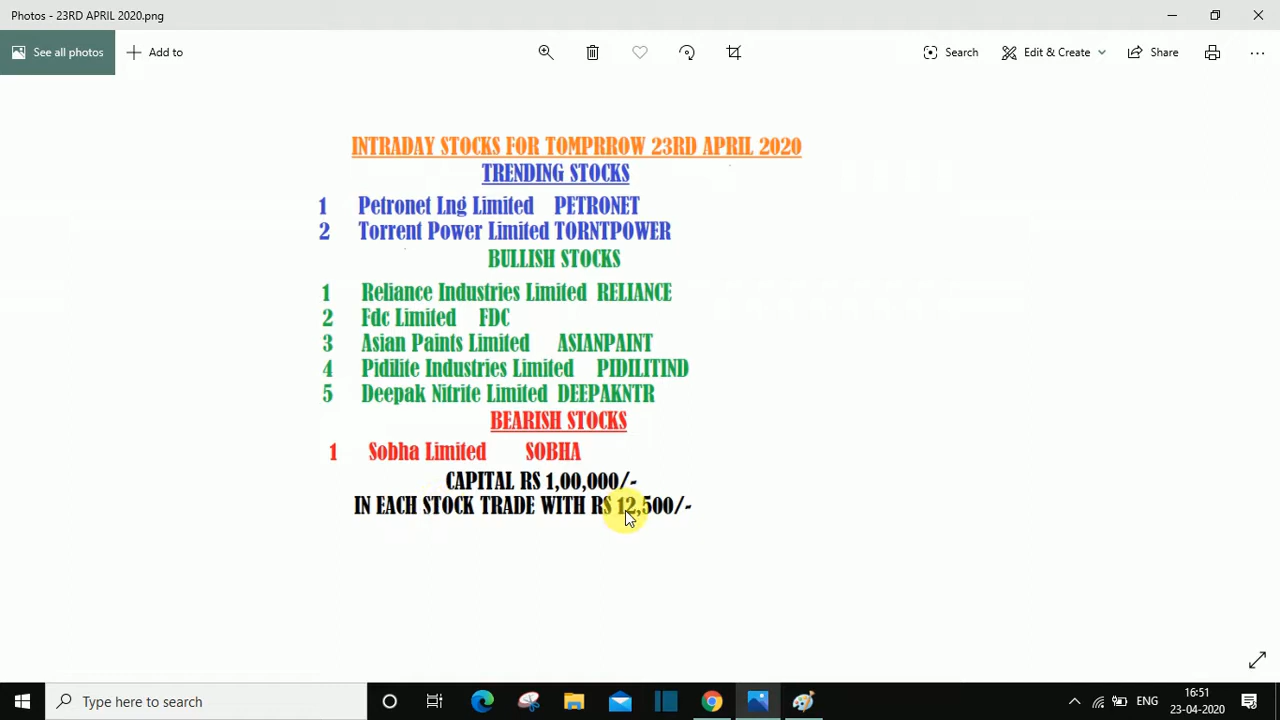 Photos - 23RD APRIL 2020.png
See all photos Add to Search Edit & Create Share
INTRADAY STOCKS FOR TOMPRROW 23RD APRIL 2020
TRENDING STOCKS
1 Petronet Lng Limited PETRONET
2 Torrent Power Limited TORNTPOWER
BULLISH STOCKS
1 Reliance Industries Limited RELIANCE
2 Fdc Limited FDC
3 Asian Paints Limited ASIANPAINT
4 Pidilite Industries Limited PIDILITIND
5 Deepak Nitrite Limited DEEPAKNTR
BEARISH STOCKS
1 Sobha Limited SOBHA
CAPITAL RS 1,00,000/-
IN EACH STOCK TRADE WITH RS 12,500/-
Type here to search ENG 16:51
23-04-2020